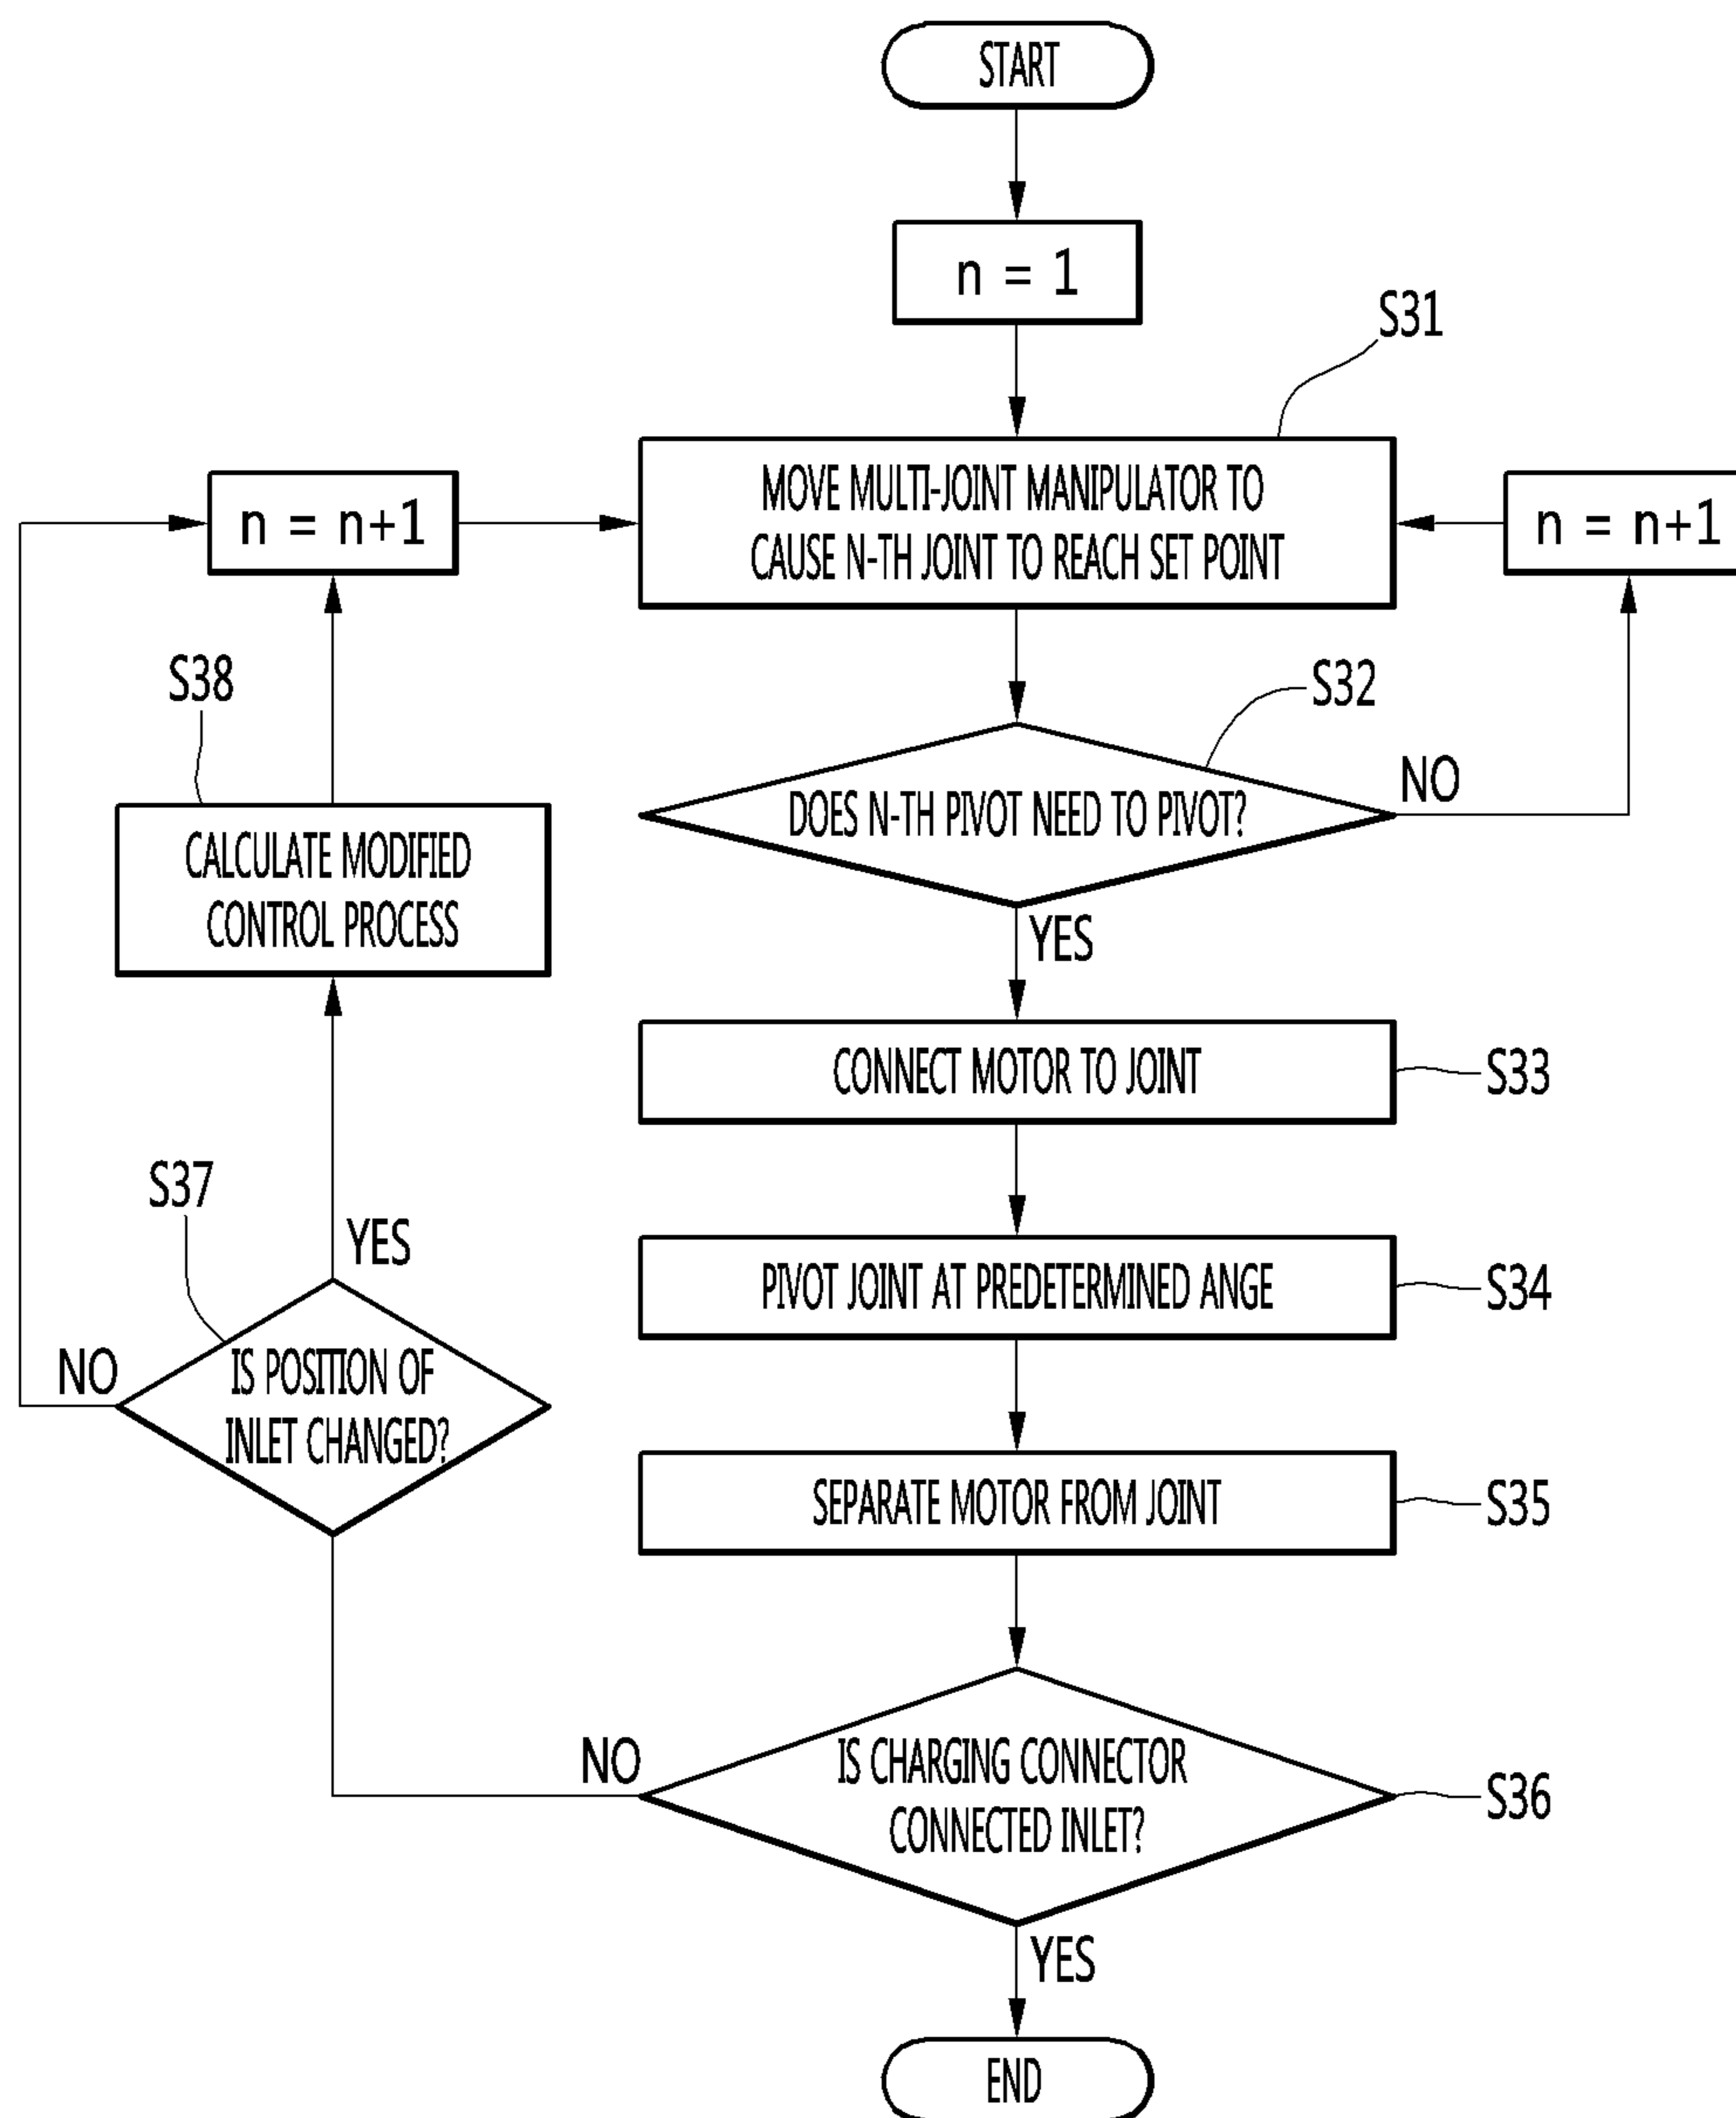 START
n = 1
S31
MOVE MULTI-JOINT MANIPULATOR TO
CAUSE N-TH JOINT TO REACH SET POINT
n = n+1
n = n+1
S38
S32
DOES N-TH PIVOT NEED TO PIVOT?
NO
CALCULATE MODIFIED
CONTROL PROCESS
YES
CONNECT MOTOR TO JOINT
S33
S37
YES
PIVOT JOINT AT PREDETERMINED ANGE
S34
NO
IS POSITION OF
INLET CHANGED?
SEPARATE MOTOR FROM JOINT
S35
NO
IS CHARGING CONNECTOR
CONNECTED INLET?
S36
YES
END